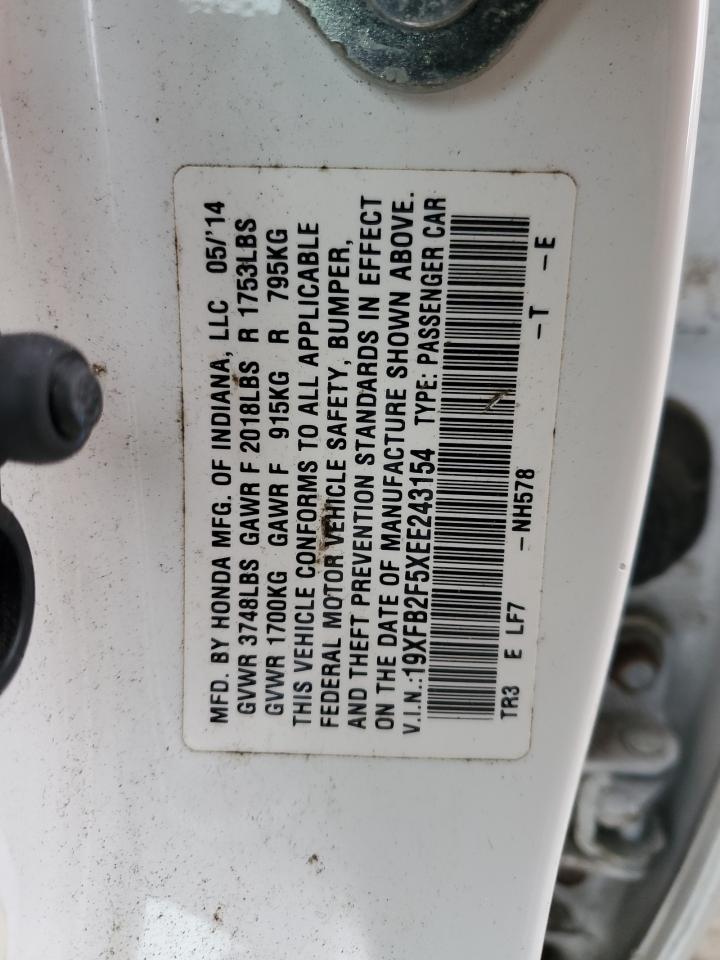 MFD. BY HONDA MFG. OF INDIANA, LLC 05/'14
GVWR 3748LBS GAWR F 2018LBS R 1753LBS
GVWR 1700KG GAWR F 915KG R 795KG
THIS VEHICLE CONFORMS TO ALL APPLICABLE
FEDERAL MOTOR VEHICLE SAFETY, BUMPER,
AND THEFT PREVENTION STANDARDS IN EFFECT
ON THE DATE OF MANUFACTURE SHOWN ABOVE.
V.I.N.:19XFB2F5XEE243154 TYPE: PASSENGER CAR
TR3 E LF7 -NH578 -T -E